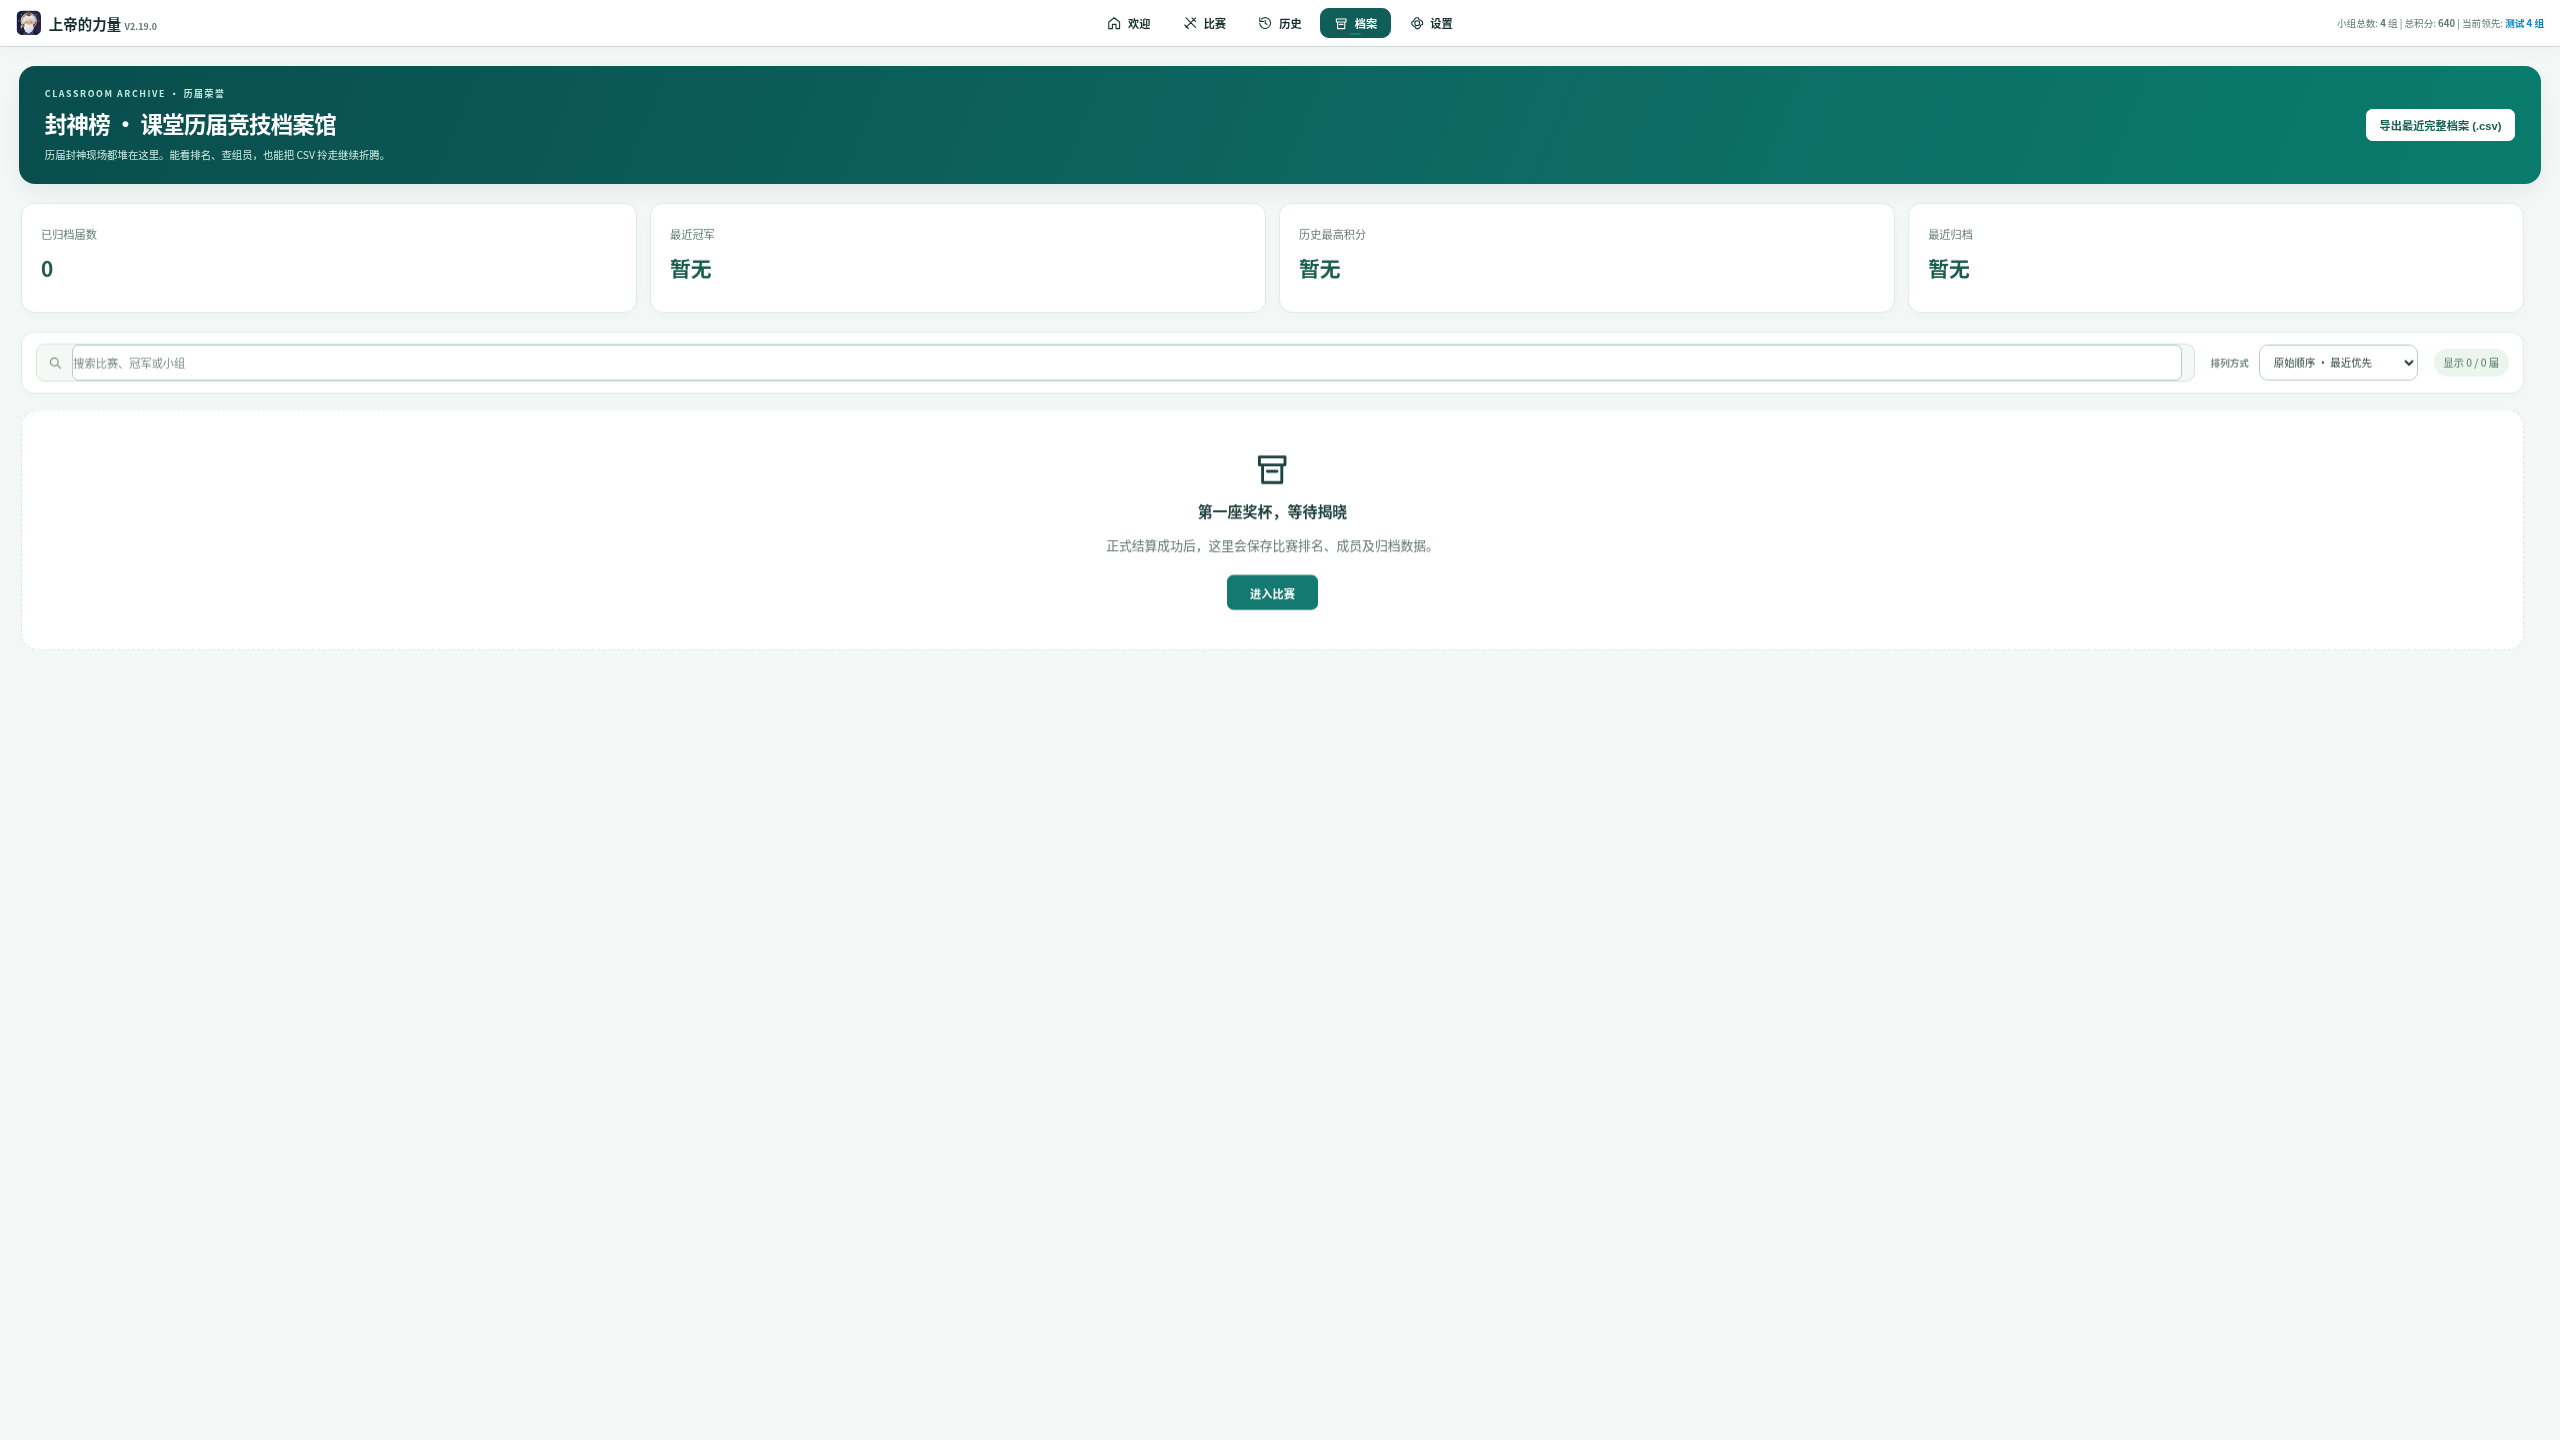 上帝的力量 V2.19.0
欢迎 比赛 历史 档案 设置
小组总数: 4 组 | 总积分: 640 | 当前领先: 测试 4 组
CLASSROOM ARCHIVE · 历届荣誉
封神榜 · 课堂历届竞技档案馆
历届封神现场都堆在这里。能看排名、查组员，也能把 CSV 拎走继续折腾。
导出最近完整档案 (.csv)
已归档届数
0
最近冠军
暂无
历史最高积分
暂无
最近归档
暂无
搜索比赛、冠军或小组
排列方式
原始顺序 · 最近优先
显示 0 / 0 届
第一座奖杯，等待揭晓
正式结算成功后，这里会保存比赛排名、成员及归档数据。
进入比赛